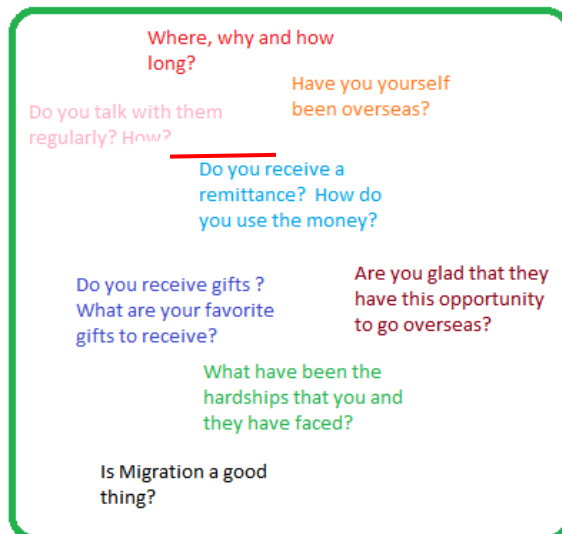 Where, why and how
long?
Have you yourself
been overseas?
Do you talk with them
regularly? How?
Do you receive a
remittance? How do
you use the money?
Do you receive gifts ?
What are your favorite
gifts to receive?
Are you glad that they
have this opportunity
to go overseas?
What have been the
hardships that you and
they have faced?
Is Migration a good
thing?